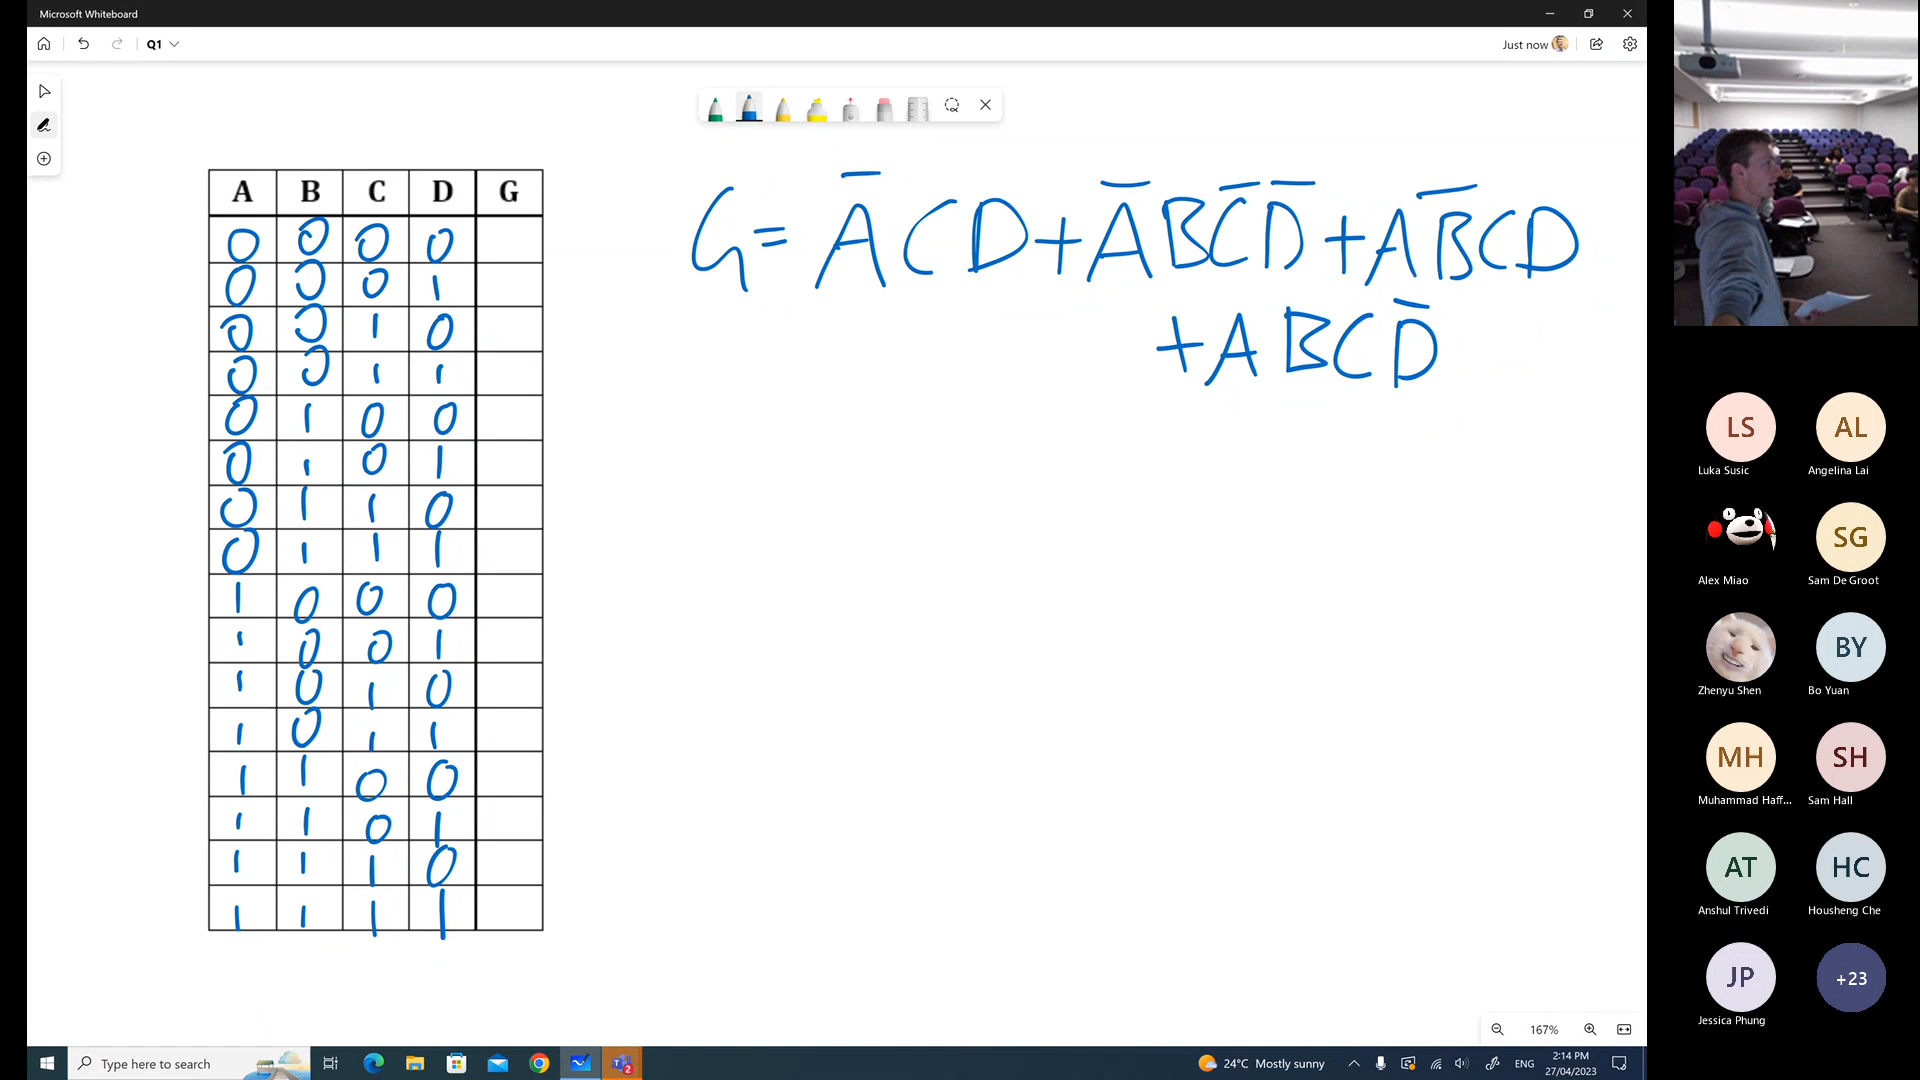 Microsoft Whiteboard
Q1
Just now
A B C D G
0 0 0 0
0 0 0 1
0 0 1 0
0 0 1 1
0 1 0 0
0 1 0 1
0 1 1 0
0 1 1 1
1 0 0 0
1 0 0 1
1 0 1 0
1 0 1 1
1 1 0 0
1 1 0 1
1 1 1 0
1 1 1 1
G = A̅CD + A̅BC̅D̅ + AB̅CD
+ ABCD̅
LS AL
Luka Susic Angelina Lai
SG
Alex Miao Sam De Groot
BY
Zhenyu Shen Bo Yuan
MH SH
Muhammad Haff... Sam Hall
AT HC
Anshul Trivedi Housheng Che
JP +23
Jessica Phung
167%
Type here to search
2
24°C Mostly sunny
ENG
2:14 PM
27/04/2023